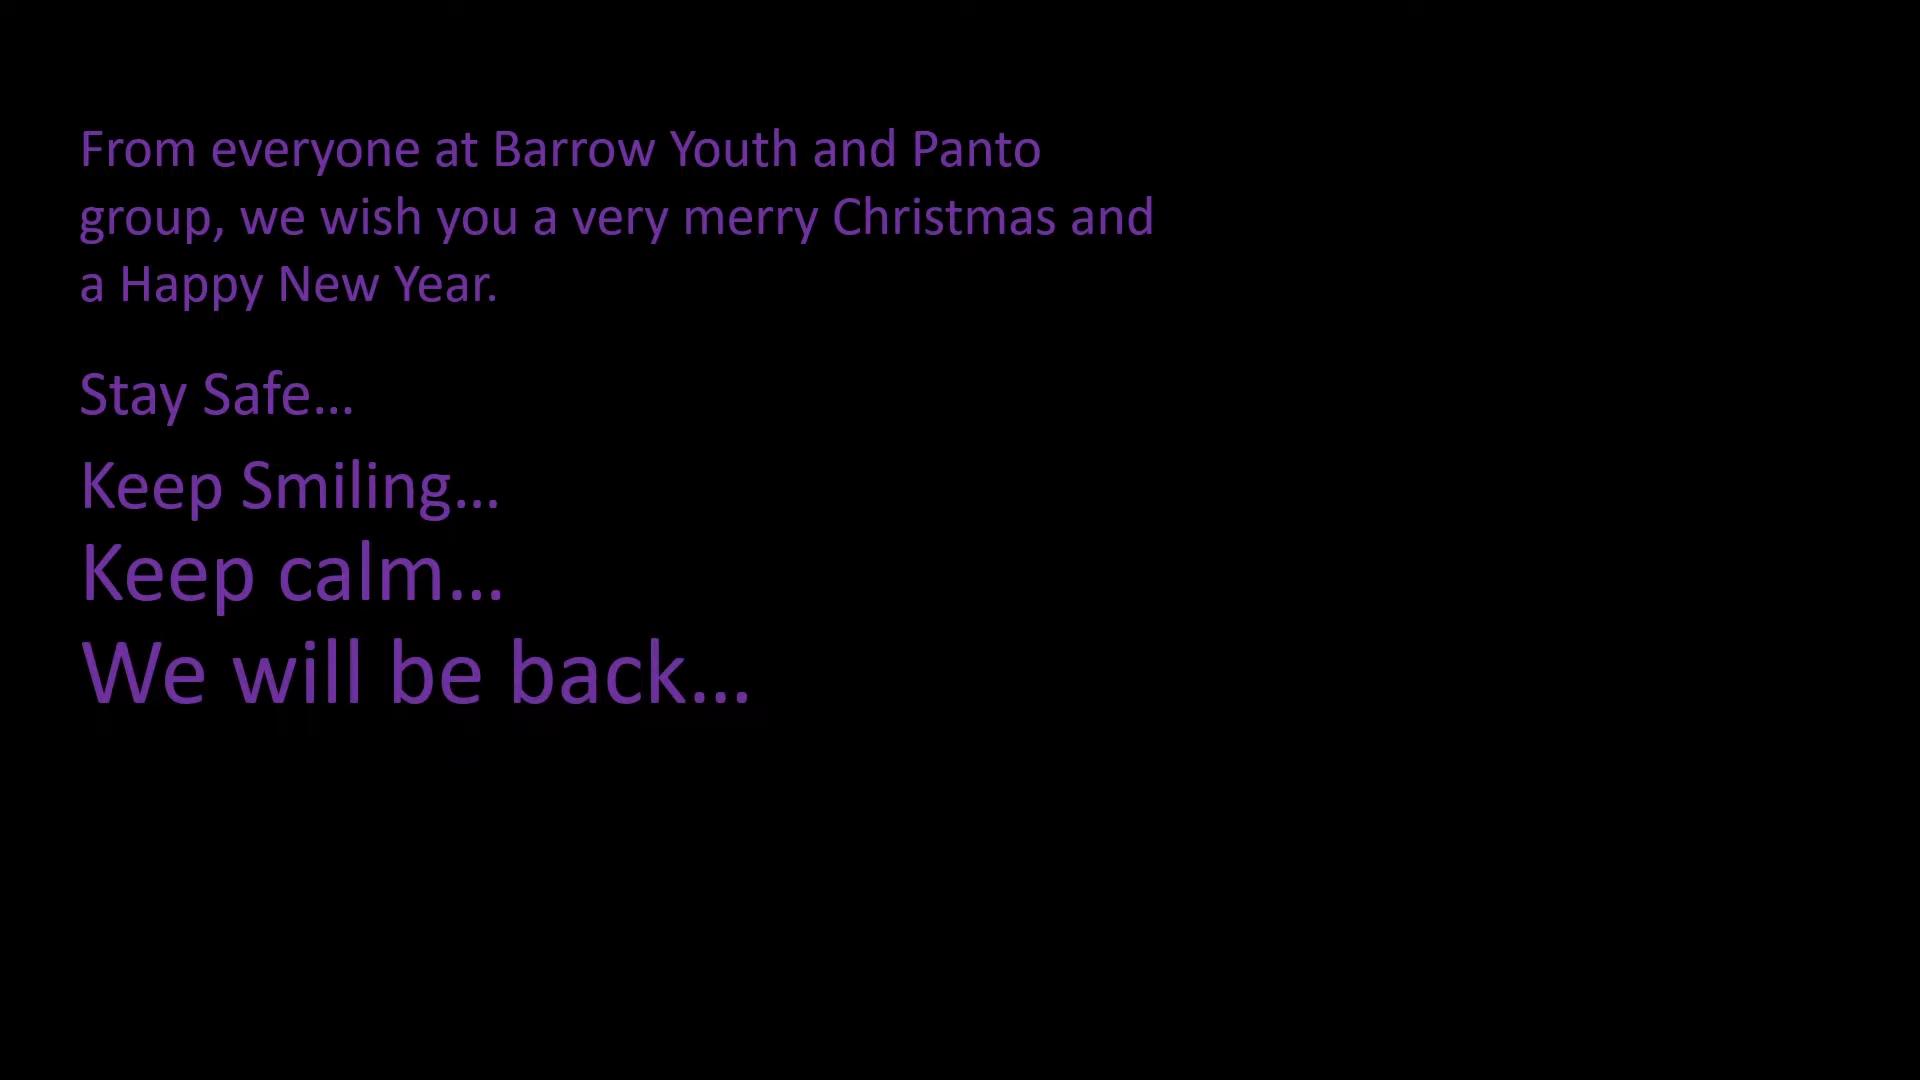 From everyone at Barrow Youth and Panto
group, we wish you a very merry Christmas and
a Happy New Year.
Stay Safe…
Keep Smiling…
Keep calm…
We will be back…